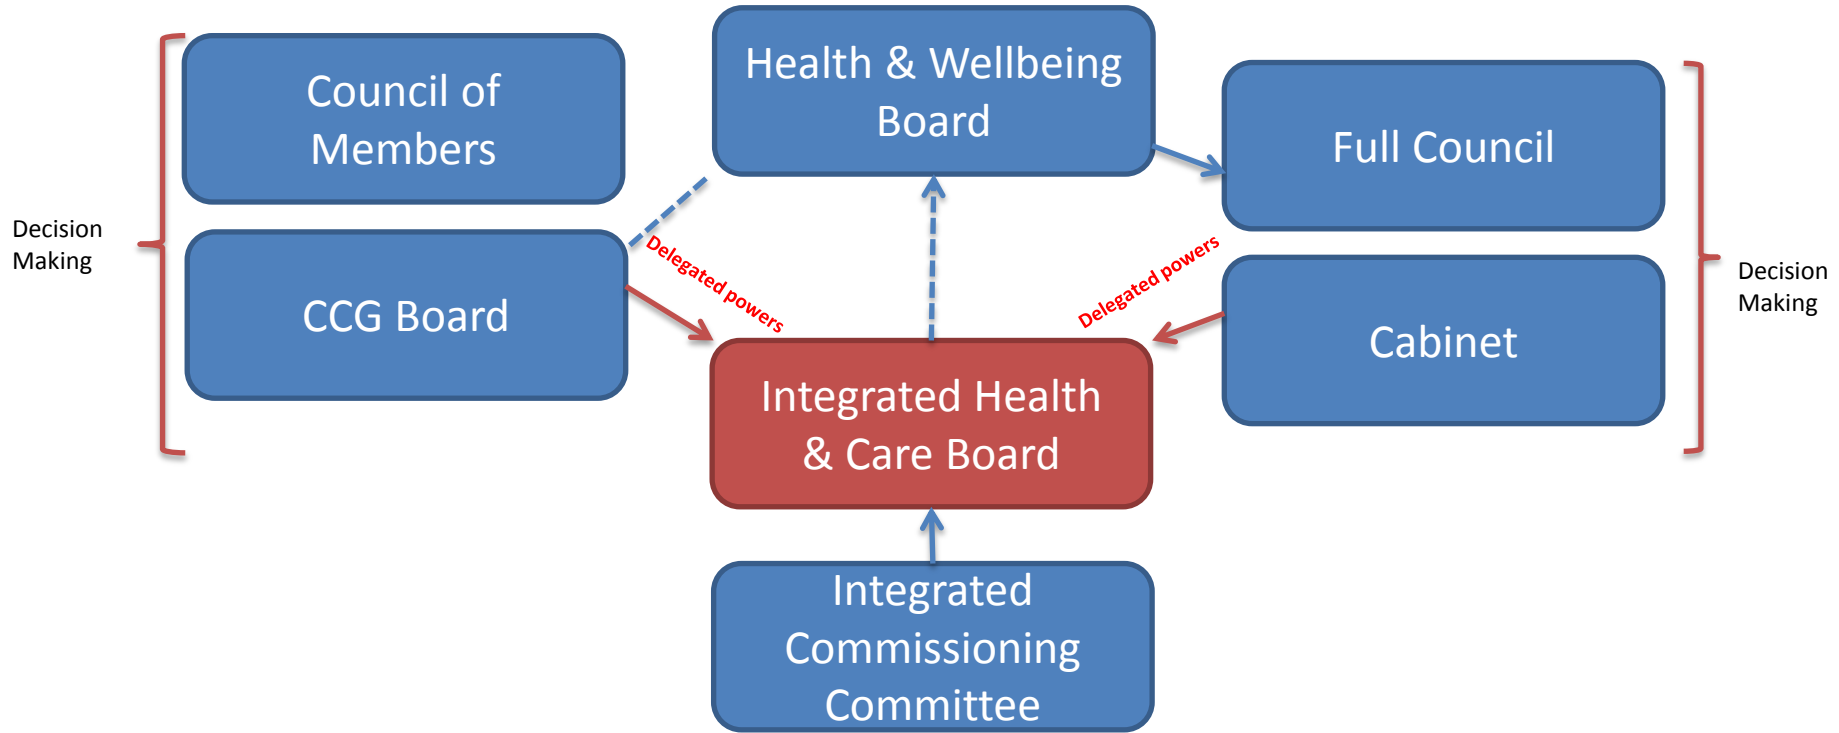 Decision
Making
Council of
Members
CCG Board
Health & Wellbeing
Board
Delegated powers
Delegated powers
Integrated Health
& Care Board
Integrated
Commissioning
Committee
Full Council
Cabinet
Decision
Making